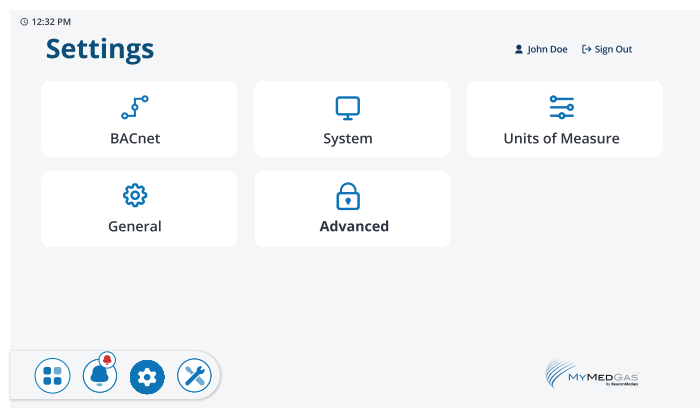 12:32 PM
Settings
John Doe
Sign Out
BACnet
System
Units of Measure
General
Advanced
MyMedGas
By BeaconMedaes